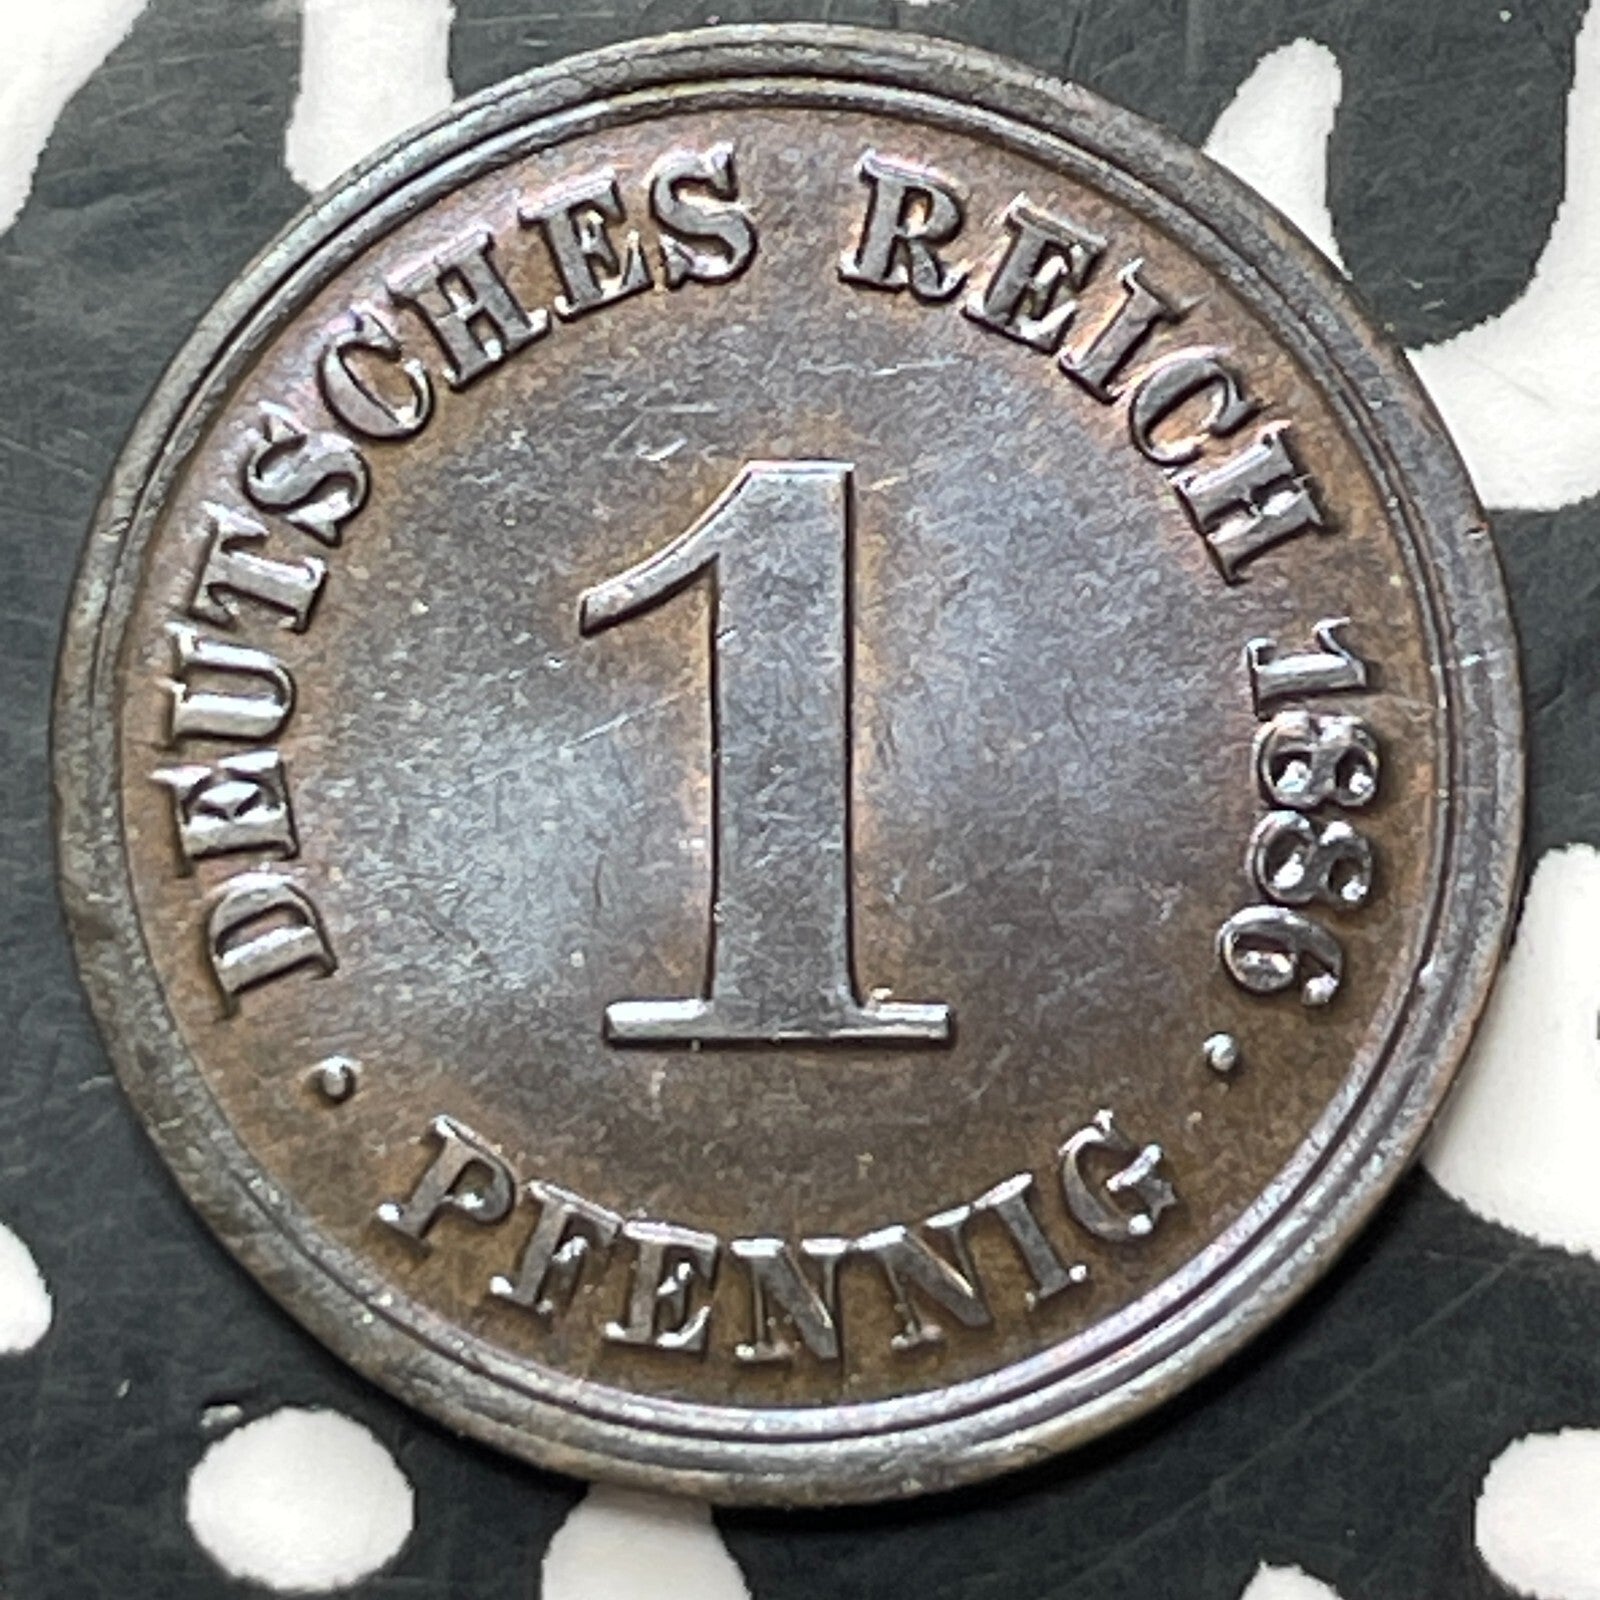 DEUTSCHES REICH 1886
1
· PFENNIG ·